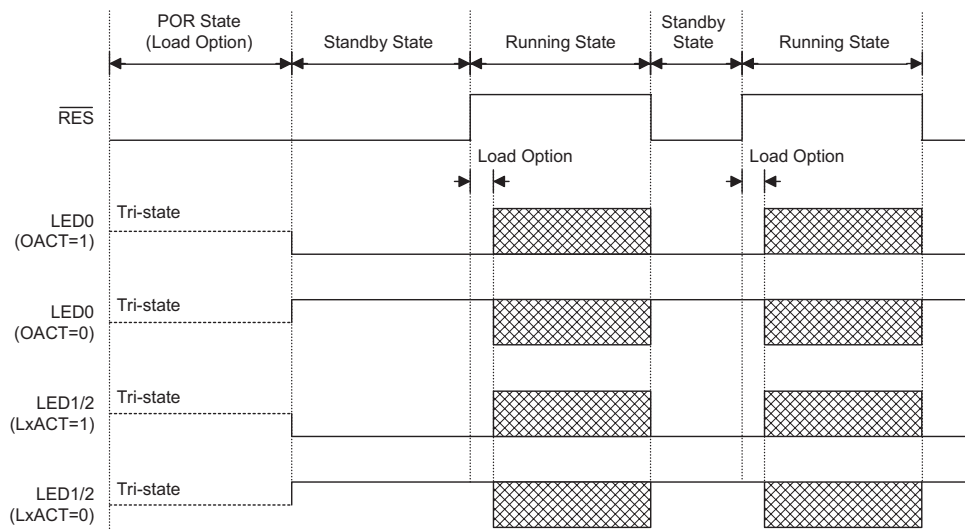 POR State
(Load Option)
Standby State
Running State
Standby
State
Running State
RES
Load Option
Load Option
LED0
(OACT=1)
Tri-state
LED0
(OACT=0)
Tri-state
LED1/2
(LxACT=1)
Tri-state
LED1/2
(LxACT=0)
Tri-state